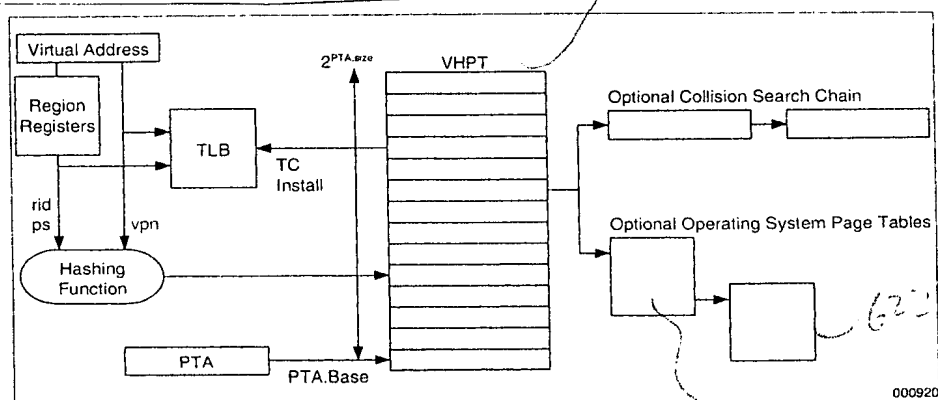 Virtual Address
Region
Registers
TLB
rid
ps
vpn
Hashing
Function
PTA
PTA.Base
2^PTA.size
VHPT
TC
Install
Optional Collision Search Chain
Optional Operating System Page Tables
000920